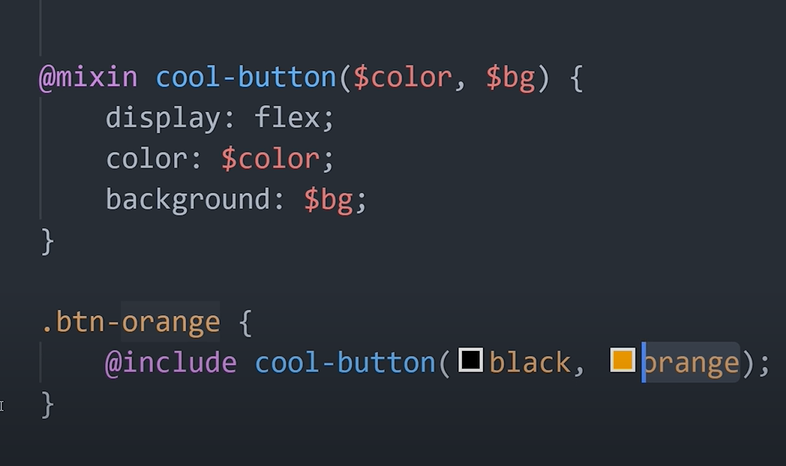 @mixin cool-button($color, $bg) {
display: flex;
color: $color;
background: $bg;
}
.btn-orange {
@include cool-button(black, orange);
}